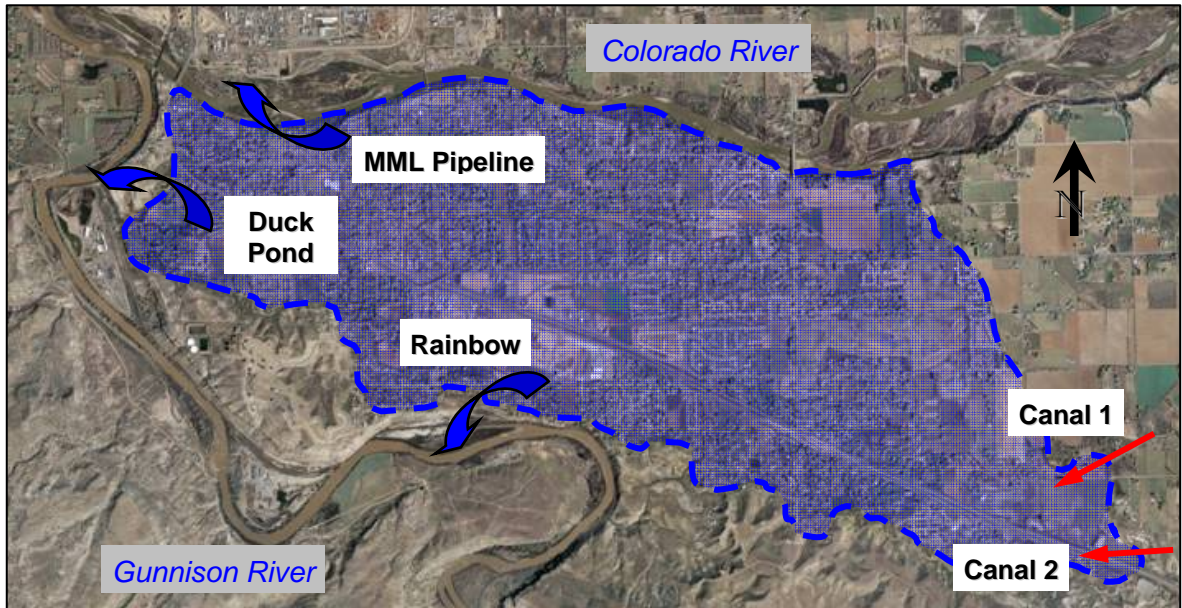 Colorado River
MML Pipeline
N
Duck
Pond
Rainbow
Canal 1
Canal 2
Gunnison River